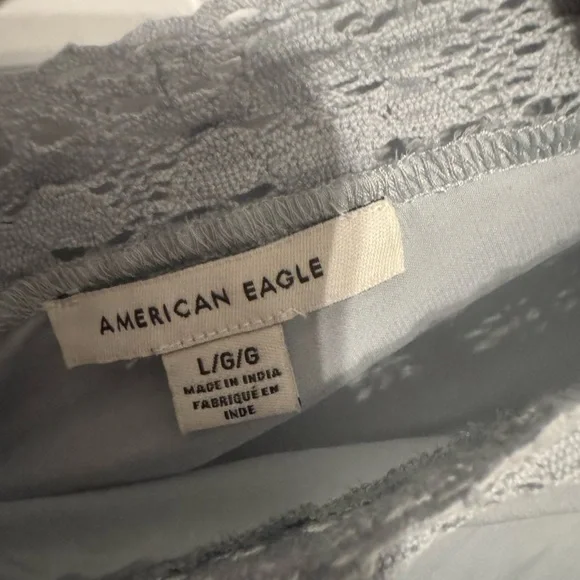 AMERICAN EAGLE
L/G/G
MADE IN INDIA
FABRIQUÉ EN
INDE